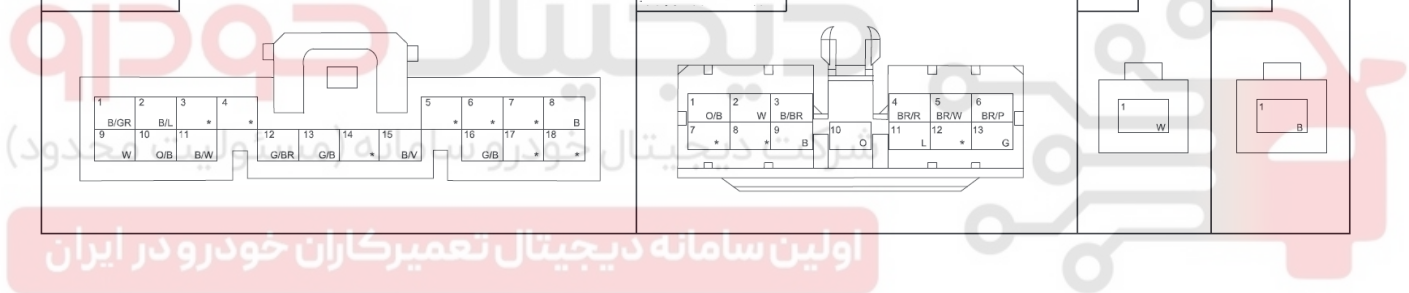 دیجیتال خودرو
1 2 3 4 5 6 7 8
B/GR B/L * * * * * B
9 10 11 12 13 14 15 16 17 18
W O/B B/W G/BR G/B * B/V G/B * *
1 2 3 4 5 6
O/B W B/BR BR/R BR/W BR/P
7 8 9 10 11 12 13
* * B O L * G
1
W
1
B
شرکت دیجیتال خودرو سامانه (مسئولیت محدود)
اولین سامانه دیجیتال تعمیرکاران خودرو در ایران